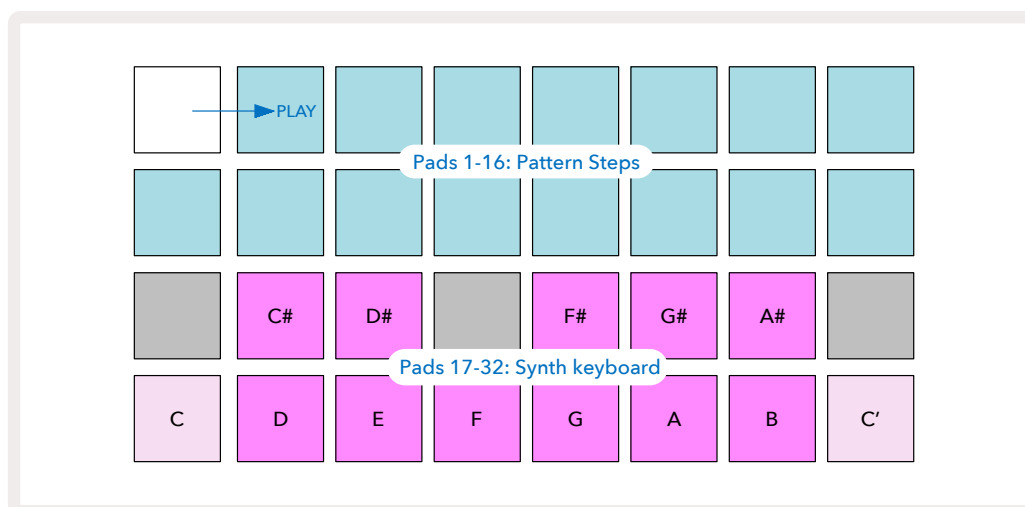 PLAY
Pads 1-16: Pattern Steps
C# D# F# G# A#
Pads 17-32: Synth keyboard
C D E F G A B C′